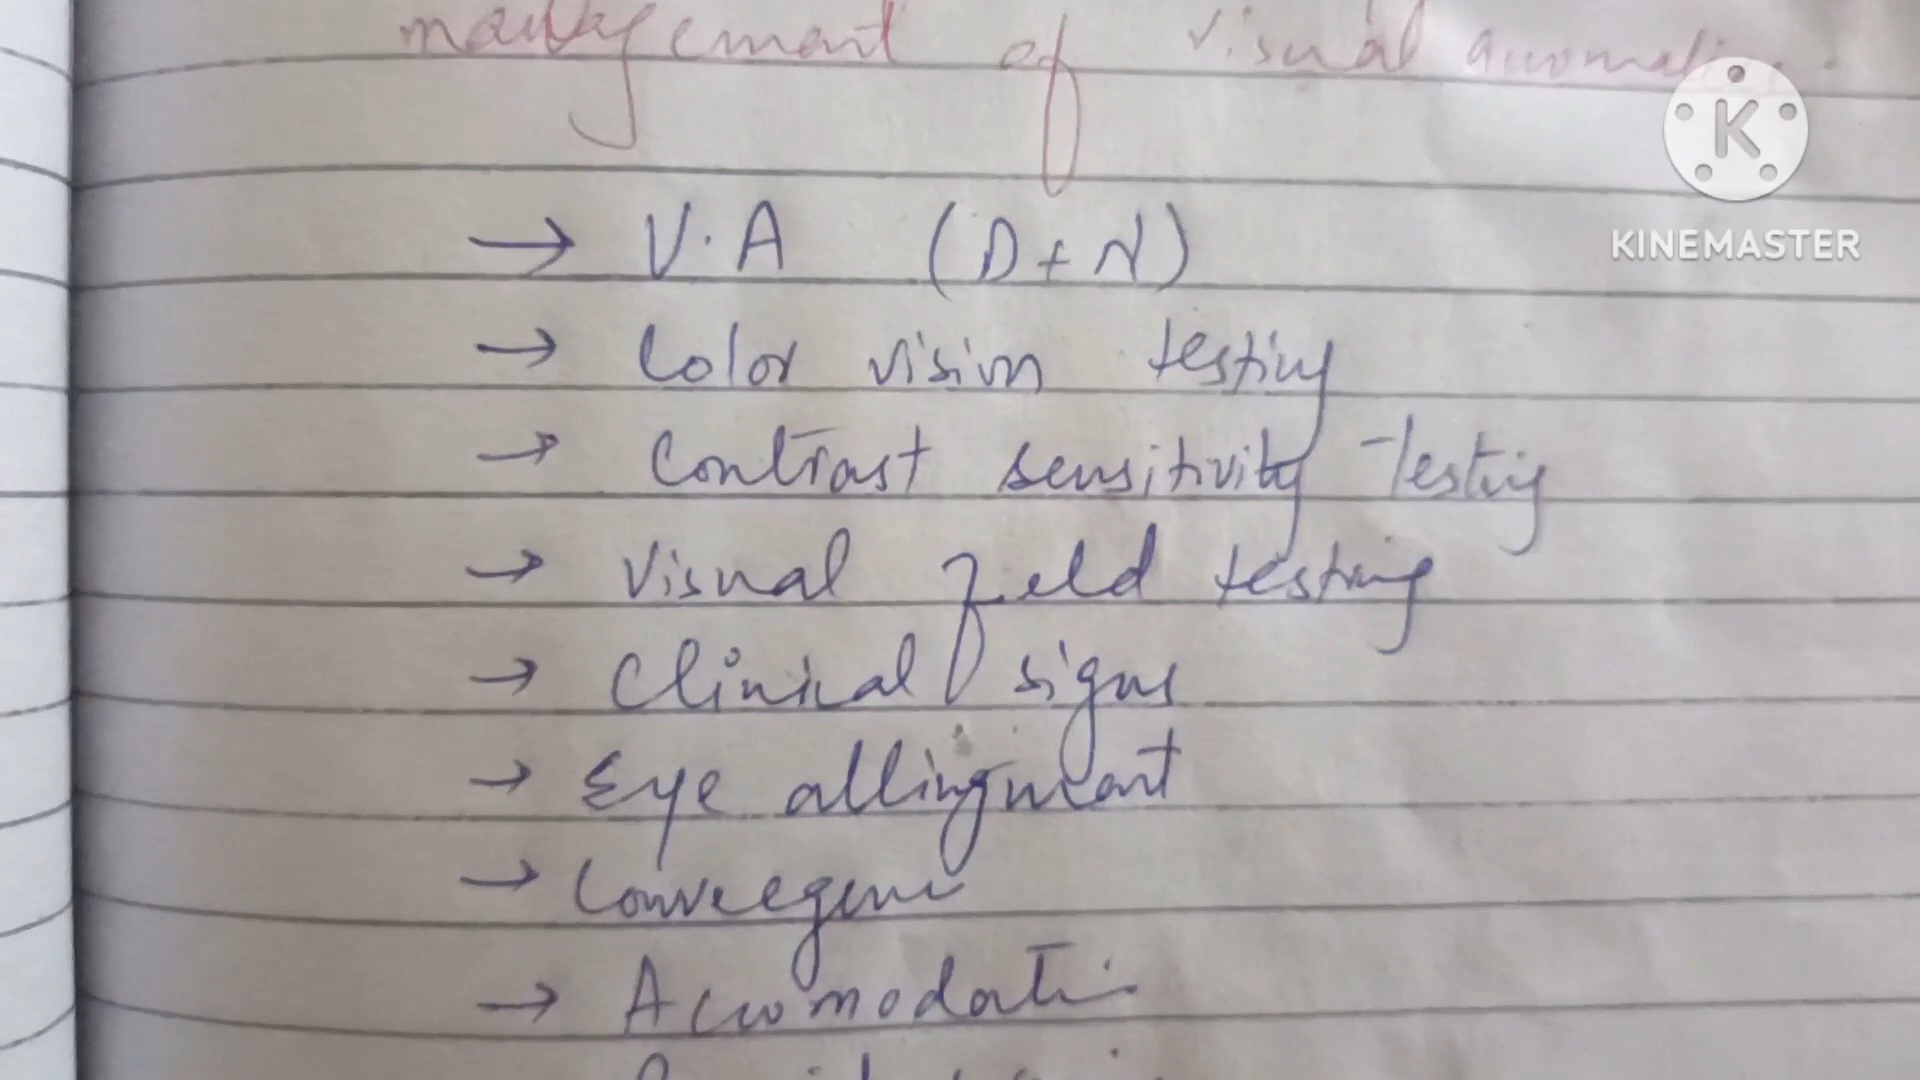 management of visual anomalies
→ V.A (D+N)
→ Color vision testing
→ Contrast sensitivity Testing
→ Visual field testing
→ Clinical signs
→ Eye allingment
→ Convergence
→ Accomodation
K
KINEMASTER